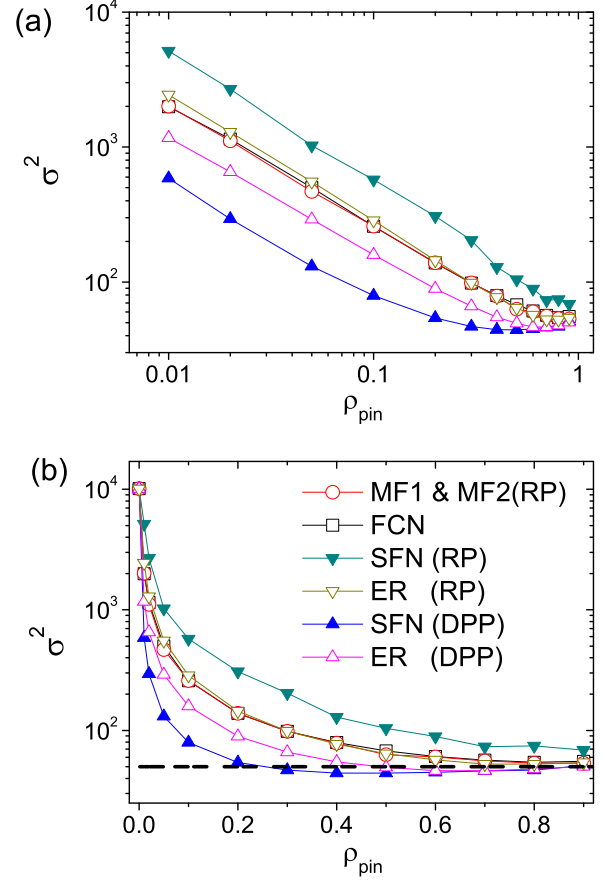 (a)
10^4
10^3
10^2
σ^2
0.01 0.1 1
ρ_pin
(b)
10^4
10^3
10^2
σ^2
MF1 & MF2(RP)
FCN
SFN (RP)
ER (RP)
SFN (DPP)
ER (DPP)
0.0 0.2 0.4 0.6 0.8
ρ_pin